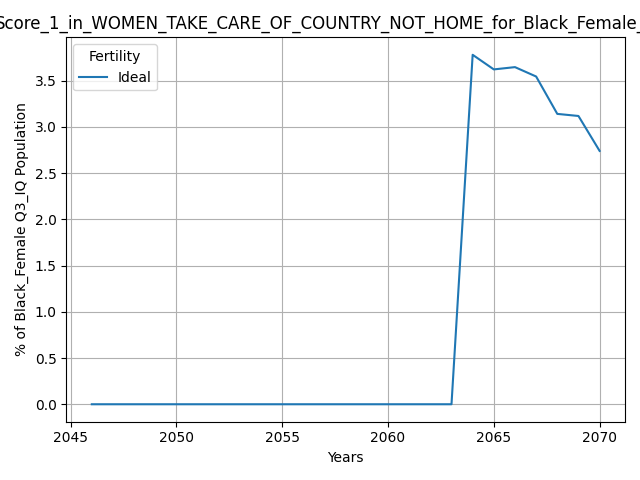 Score_1_in_WOMEN_TAKE_CARE_OF_COUNTRY_NOT_HOME_for_Black_Female_
Fertility
Ideal
% of Black_Female Q3_IQ Population
3.5
3.0
2.5
2.0
1.5
1.0
0.5
0.0
2045 2050 2055 2060 2065 2070
Years